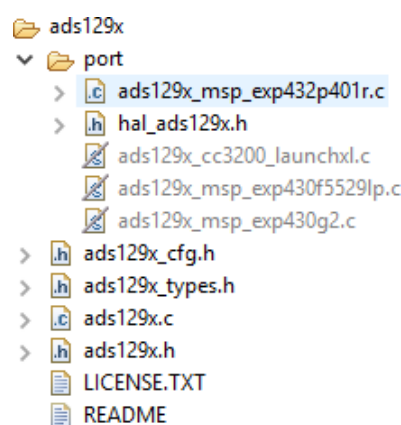 ads129x
port
.c ads129x_msp_exp432p401r.c
.h hal_ads129x.h
ads129x_cc3200_launchxl.c
ads129x_msp_exp430f5529lp.c
ads129x_msp_exp430g2.c
.h ads129x_cfg.h
.h ads129x_types.h
.c ads129x.c
.h ads129x.h
LICENSE.TXT
README